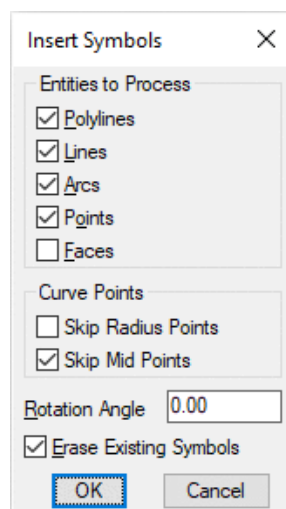 Insert Symbols
Entities to Process
Polylines
Lines
Arcs
Points
Faces
Curve Points
Skip Radius Points
Skip Mid Points
Rotation Angle 0.00
Erase Existing Symbols
OK Cancel